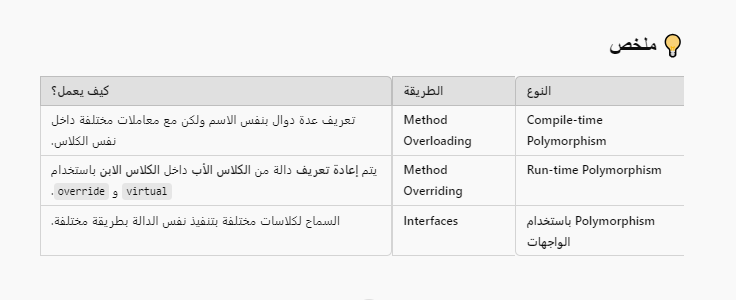 💡 ملخص
النوع	الطريقة	كيف يعمل؟
Compile-time Polymorphism	Method Overloading	تعريف عدة دوال بنفس الاسم ولكن مع معاملات مختلفة داخل نفس الكلاس.
Run-time Polymorphism	Method Overriding	يتم إعادة تعريف دالة من الكلاس الأب داخل الكلاس الابن باستخدام virtual و override.
Polymorphism باستخدام الواجهات	Interfaces	السماح لكلاسات مختلفة بتنفيذ نفس الدالة بطريقة مختلفة.